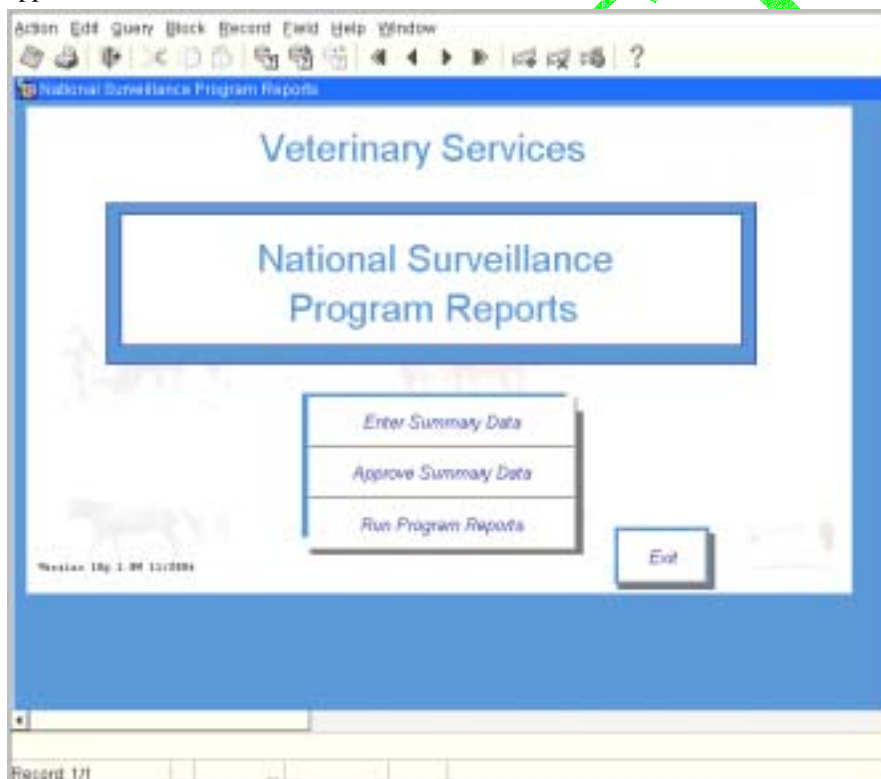 Action Edit Query Block Record Field Help Window
National Surveillance Program Reports
Veterinary Services
National Surveillance
Program Reports
Enter Summary Data
Approve Summary Data
Run Program Reports
Exit
Record: 1/1